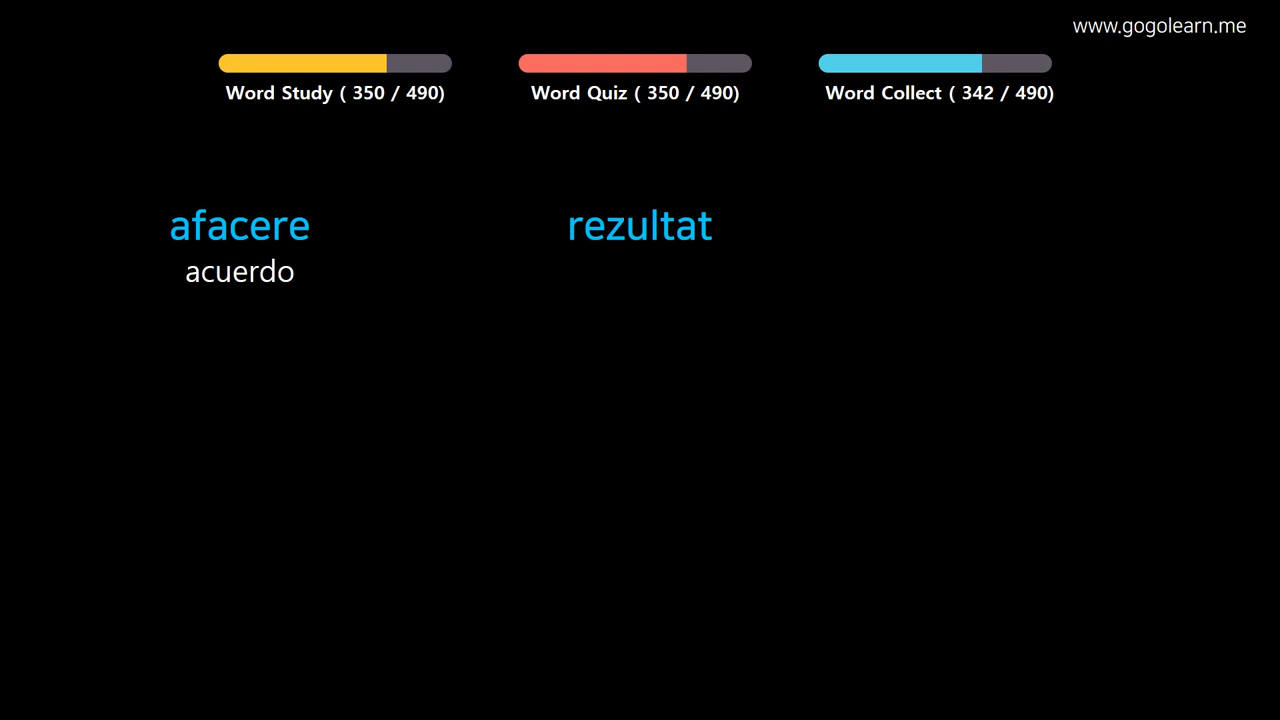 www.gogolearn.me
Word Study ( 350 / 490)
Word Quiz ( 350 / 490)
Word Collect ( 342 / 490)
afacere
rezultat
acuerdo